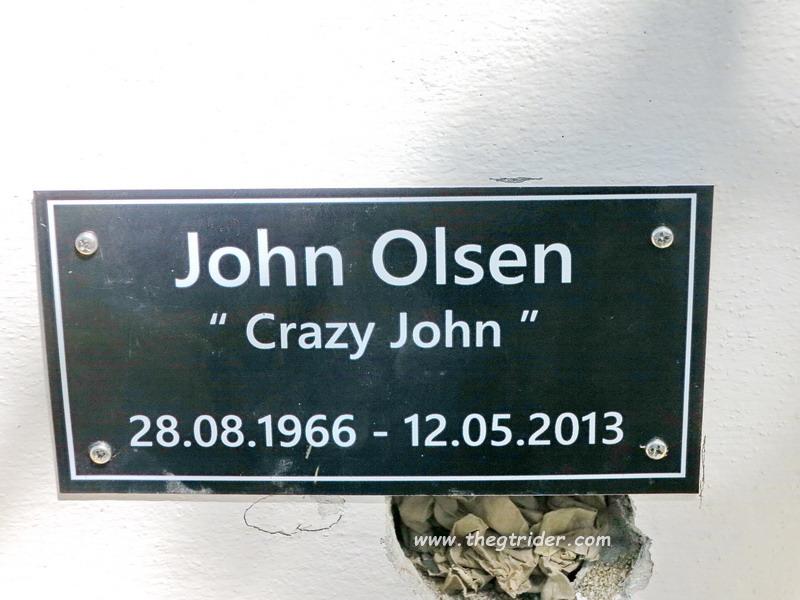 John Olsen
" Crazy John "
28.08.1966 - 12.05.2013
www.thegtrider.com